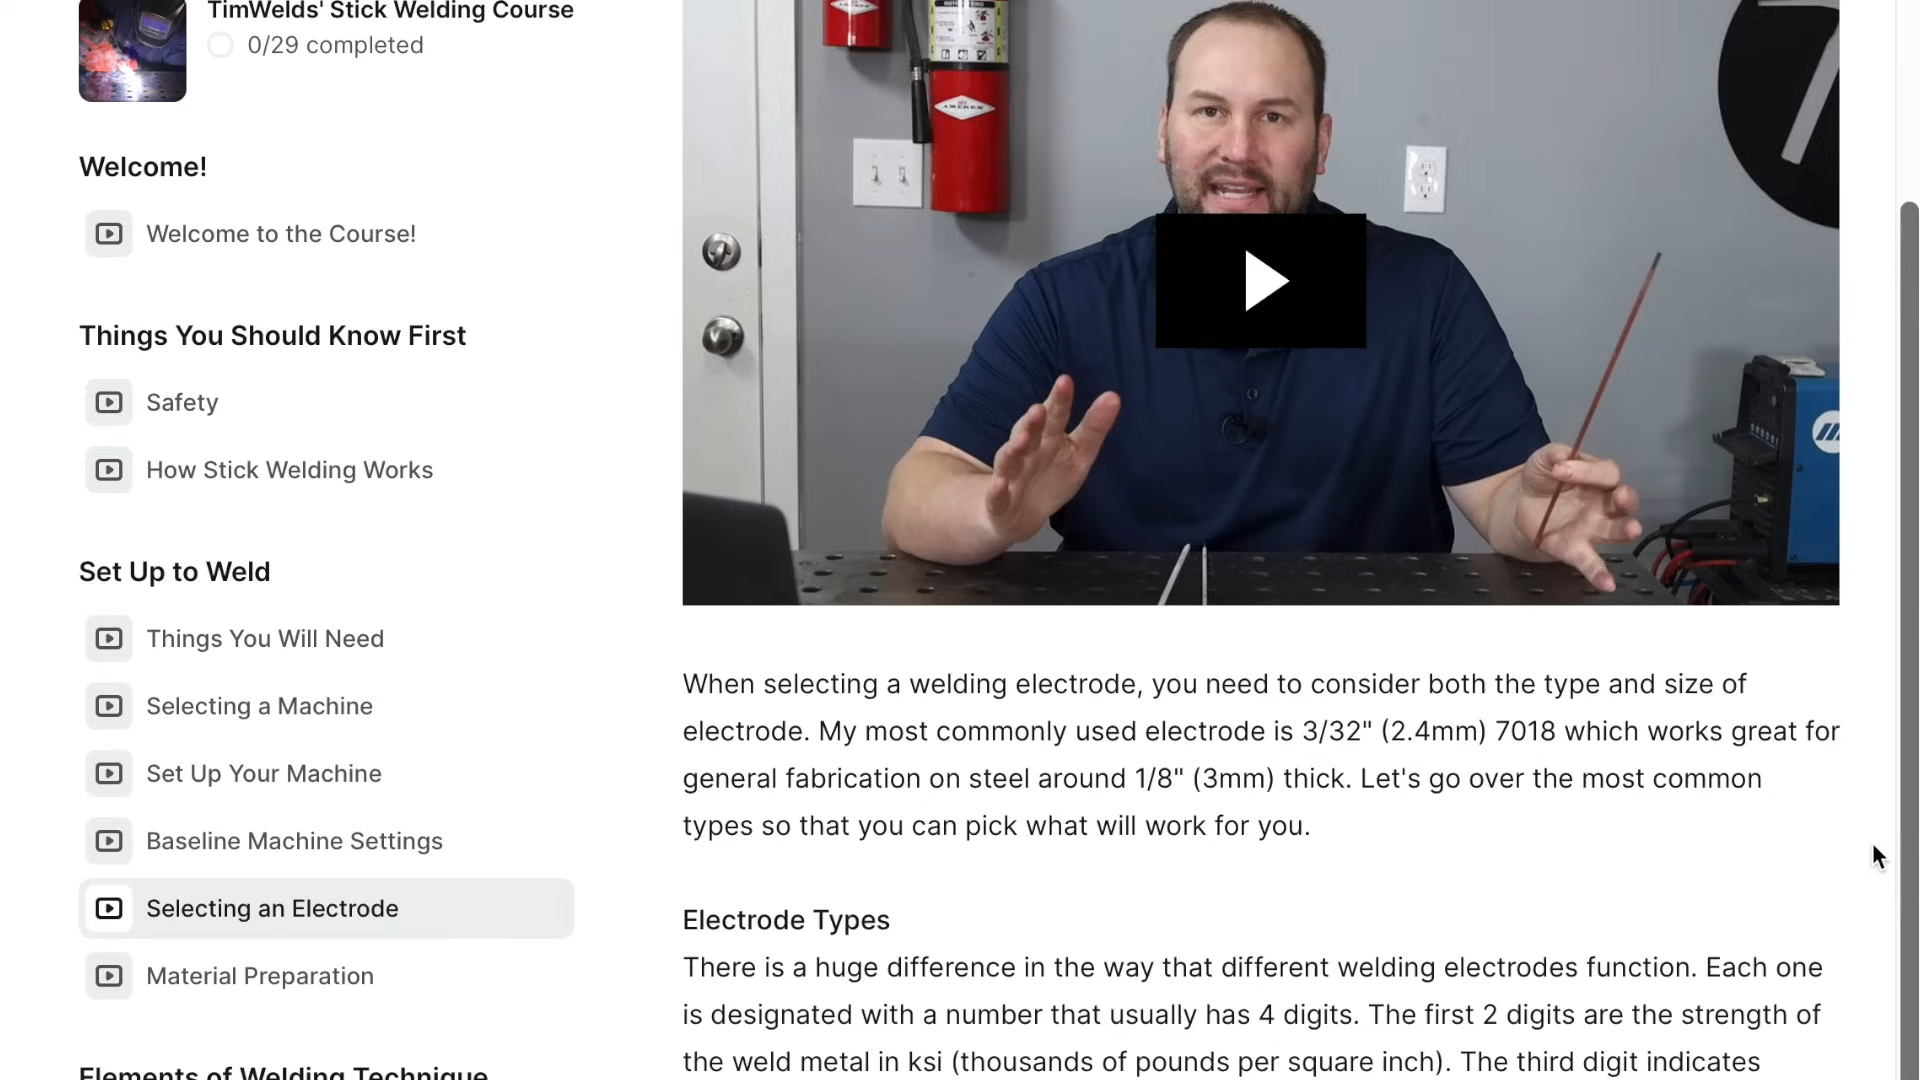 TimWelds' Stick Welding Course
0/29 completed
Welcome!
Welcome to the Course!
Things You Should Know First
Safety
How Stick Welding Works
Set Up to Weld
Things You Will Need
Selecting a Machine
Set Up Your Machine
Baseline Machine Settings
Selecting an Electrode
Material Preparation
Elements of Welding Technique
INSTRUCTIONS
AMEREX
When selecting a welding electrode, you need to consider both the type and size of
electrode. My most commonly used electrode is 3/32" (2.4mm) 7018 which works great for
general fabrication on steel around 1/8" (3mm) thick. Let's go over the most common
types so that you can pick what will work for you.
Electrode Types
There is a huge difference in the way that different welding electrodes function. Each one
is designated with a number that usually has 4 digits. The first 2 digits are the strength of
the weld metal in ksi (thousands of pounds per square inch). The third digit indicates